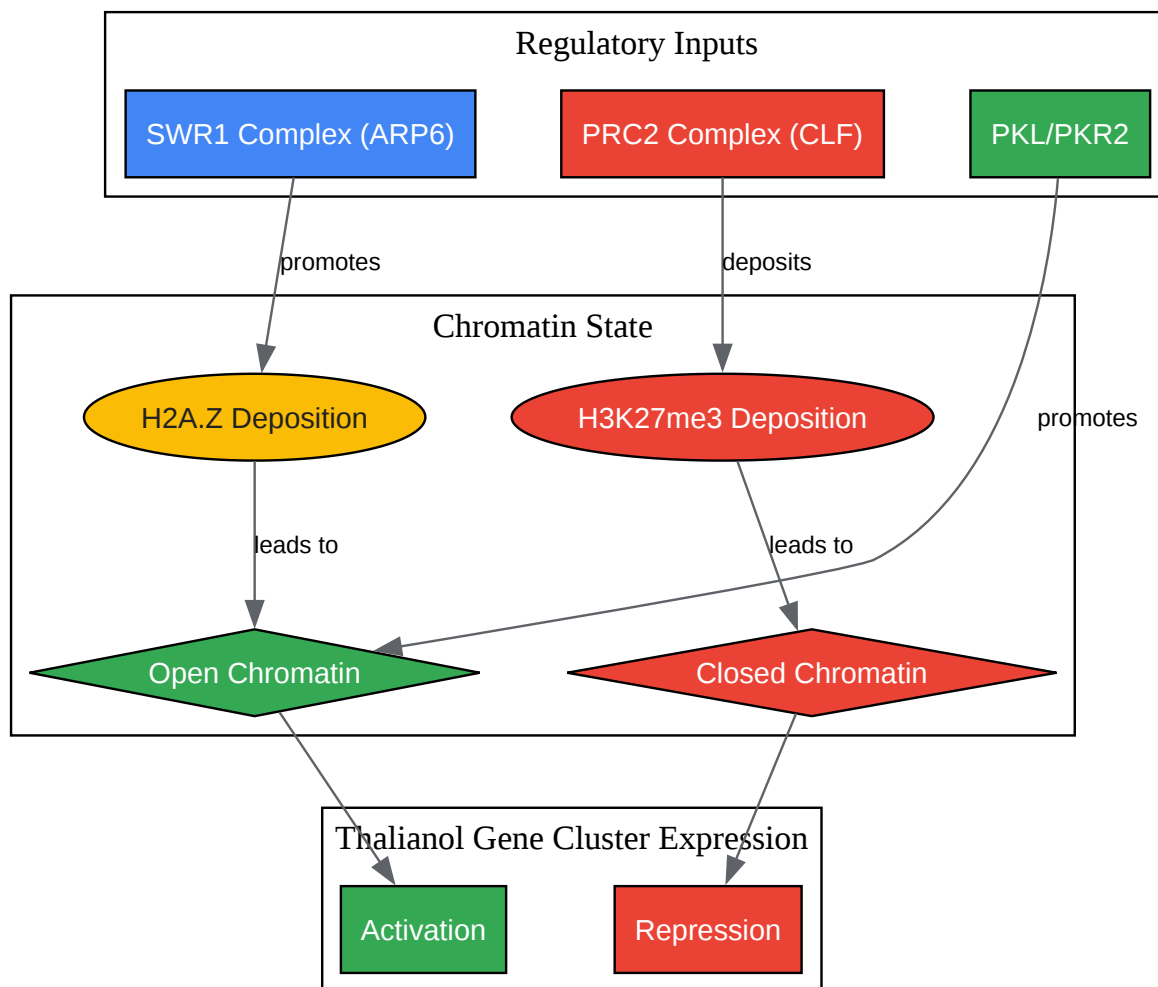 Regulatory Inputs
SWR1 Complex (ARP6)
PRC2 Complex (CLF)
PKL/PKR2
promotes
deposits
Chromatin State
H2A.Z Deposition
H3K27me3 Deposition
promotes
leads to
leads to
Open Chromatin
Closed Chromatin
Thalianol Gene Cluster Expression
Activation
Repression